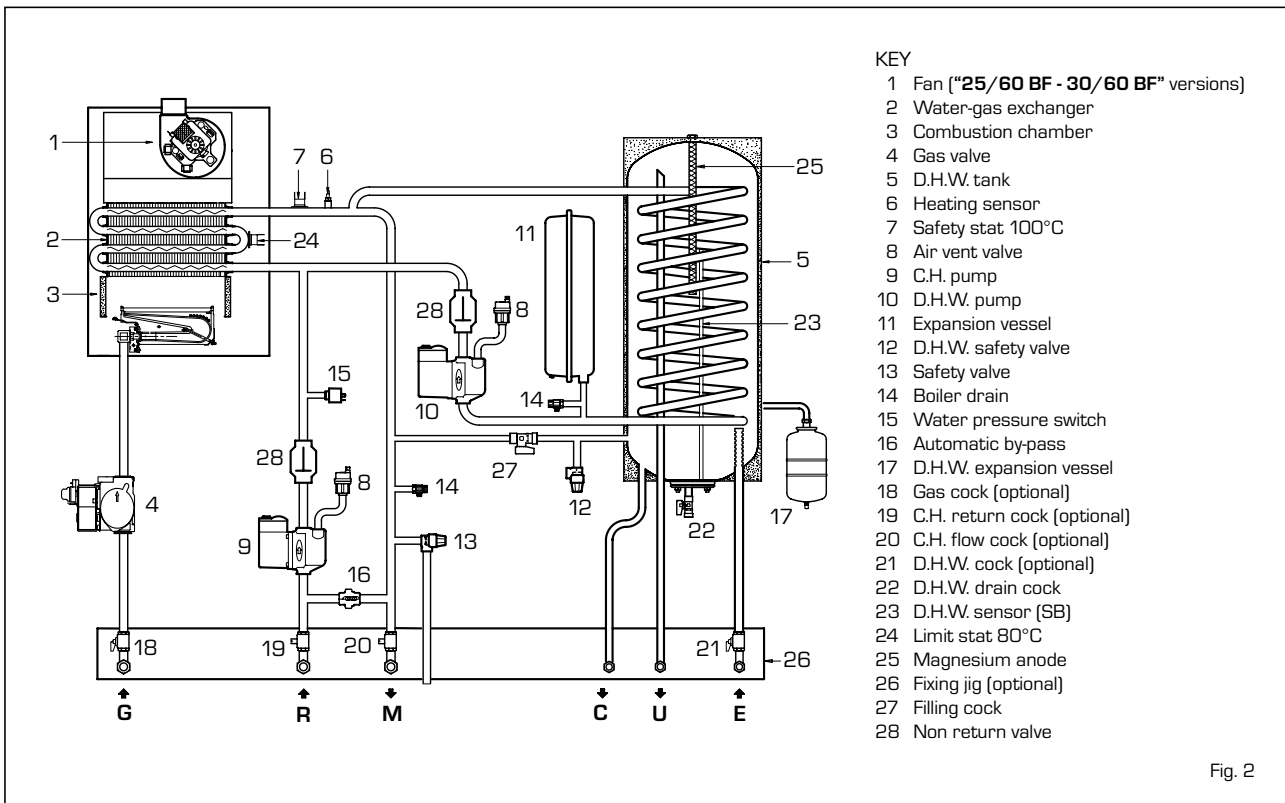 KEY
1 Fan (“25/60 BF - 30/60 BF” versions)
2 Water-gas exchanger
3 Combustion chamber
4 Gas valve
5 D.H.W. tank
6 Heating sensor
7 Safety stat 100°C
8 Air vent valve
9 C.H. pump
10 D.H.W. pump
11 Expansion vessel
12 D.H.W. safety valve
13 Safety valve
14 Boiler drain
15 Water pressure switch
16 Automatic by-pass
17 D.H.W. expansion vessel
18 Gas cock (optional)
19 C.H. return cock (optional)
20 C.H. flow cock (optional)
21 D.H.W. cock (optional)
22 D.H.W. drain cock
23 D.H.W. sensor (SB)
24 Limit stat 80°C
25 Magnesium anode
26 Fixing jig (optional)
27 Filling cock
28 Non return valve
1
7 6
25
2
24
11
5
3
28
8
23
15
10
14
28
27
8
12
17
4
14
22
9
13
16
18
19
20
21
26
G R M C U E
Fig. 2